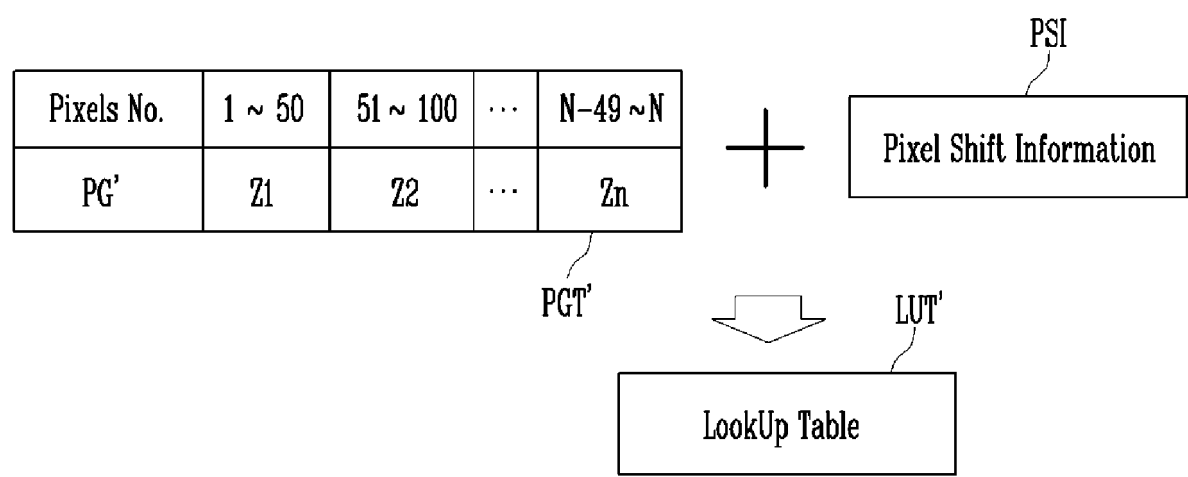 PSI
Pixels No. 1 ~ 50 51 ~ 100 ··· N-49 ~ N
Pixel Shift Information
PG' Z1 Z2 ··· Zn
PGT'
LUT'
LookUp Table